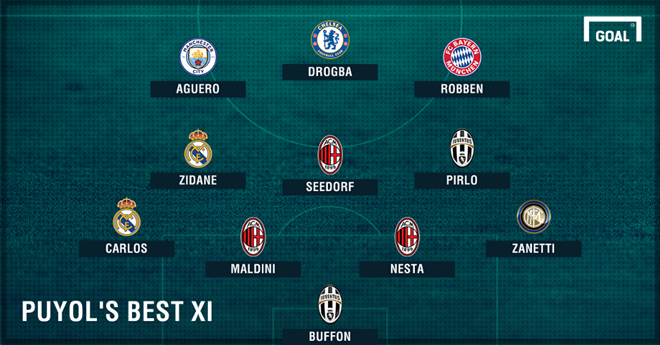 GOAL
DROGBA
AGUERO
ROBBEN
ZIDANE
SEEDORF
PIRLO
CARLOS
MALDINI
NESTA
ZANETTI
PUYOL'S BEST XI
BUFFON